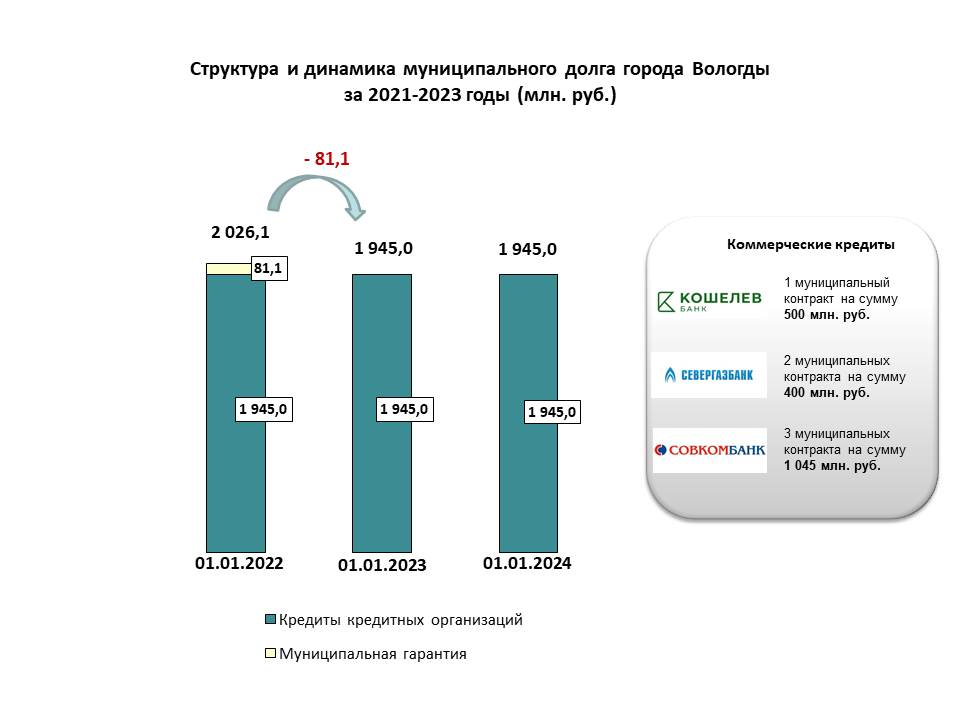 Структура и динамика муниципального долга города Вологды
за 2021-2023 годы (млн. руб.)
- 81,1
2 026,1
1 945,0
1 945,0
81,1
1 945,0
1 945,0
1 945,0
01.01.2022
01.01.2023
01.01.2024
Кредиты кредитных организаций
Муниципальная гарантия
Коммерческие кредиты
КОШЕЛЕВ
БАНК
1 муниципальный
контракт на сумму
500 млн. руб.
СЕВЕРГАЗБАНК
2 муниципальных
контракта на сумму
400 млн. руб.
СОВКОМБАНК
3 муниципальных
контракта на сумму
1 045 млн. руб.